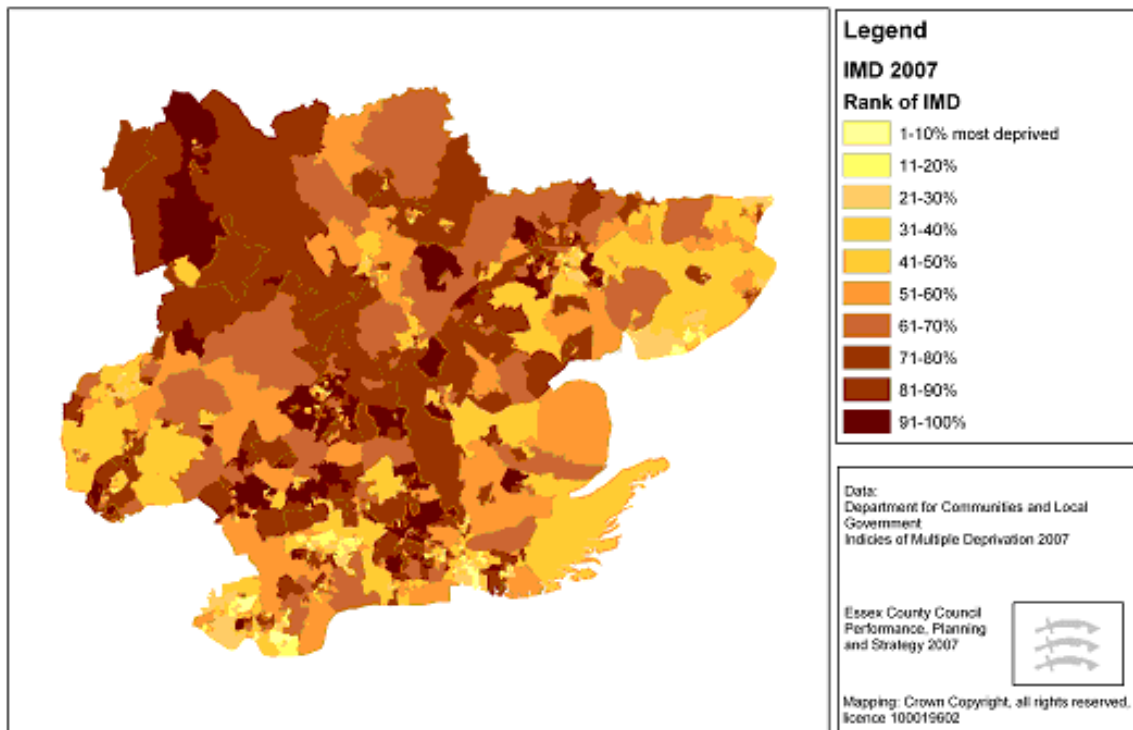 Legend
IMD 2007
Rank of IMD
1-10% most deprived
11-20%
21-30%
31-40%
41-50%
51-60%
61-70%
71-80%
81-90%
91-100%
Data:
Department for Communities and Local
Government
Indicies of Multiple Deprivation 2007
Essex County Council
Performance, Planning
and Strategy 2007
Mapping: Crown Copyright, all rights reserved,
licence 100019602